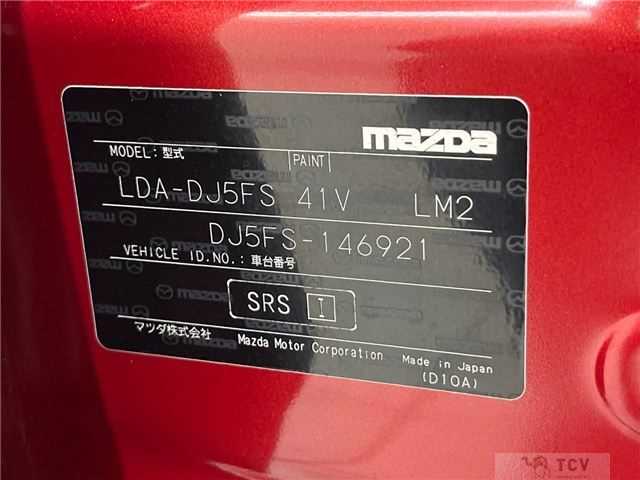 mazda
MODEL:型式 PAINT
LDA-DJ5FS 41V LM2
DJ5FS-146921
VEHICLE ID.NO.:車台番号
SRS I
マツダ株式会社 Mazda Motor Corporation Made in Japan
(D10A)
TCV